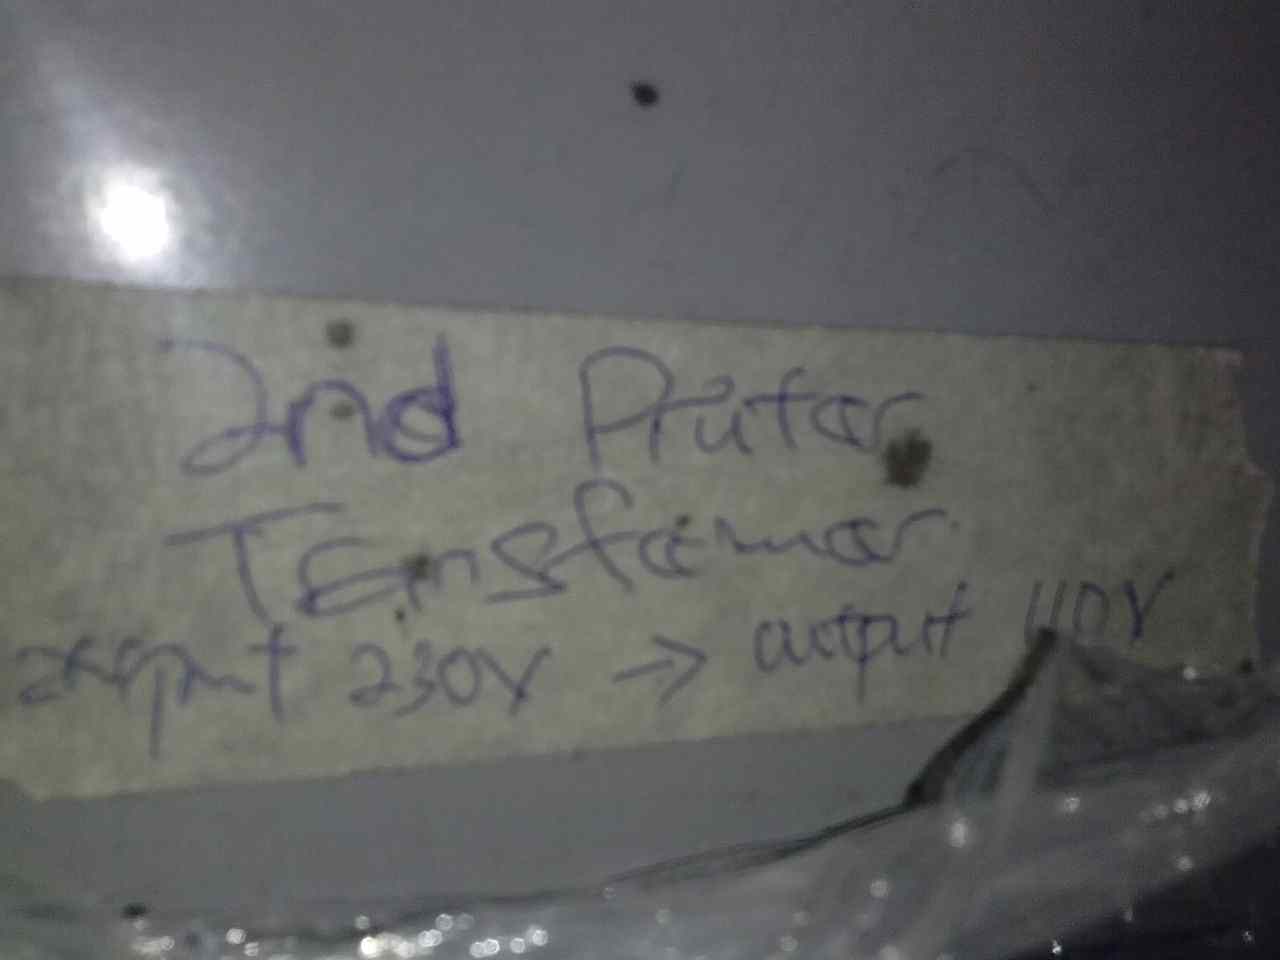 2nd Printer
Transformer
input 230V → output 110V